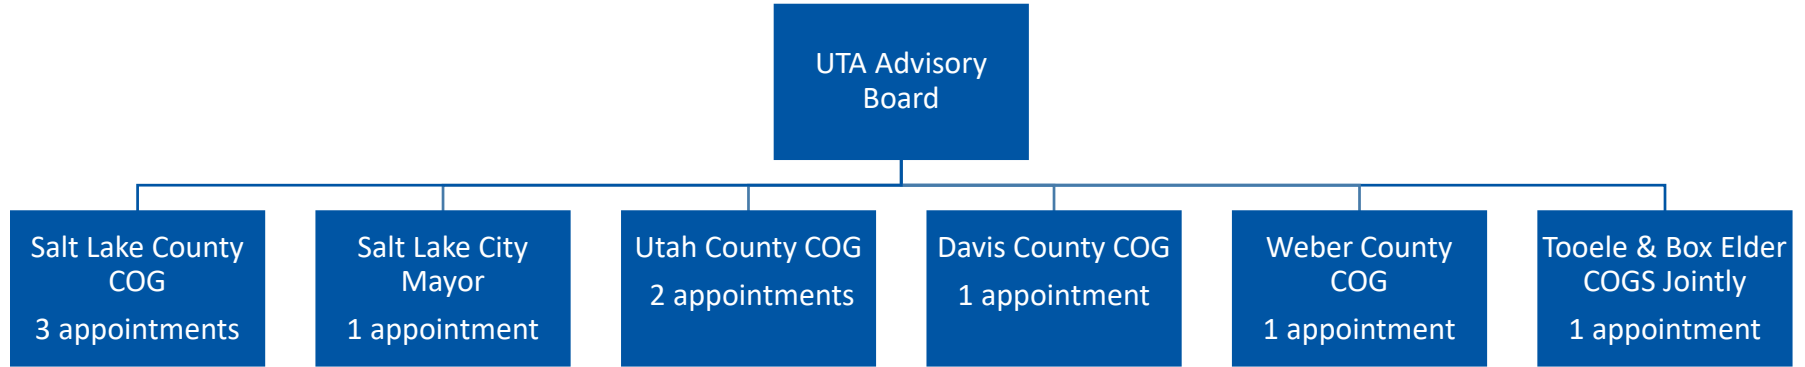 UTA Advisory
Board
Salt Lake County
COG
3 appointments
Salt Lake City
Mayor
1 appointment
Utah County COG
2 appointments
Davis County COG
1 appointment
Weber County
COG
1 appointment
Tooele & Box Elder
COGS Jointly
1 appointment